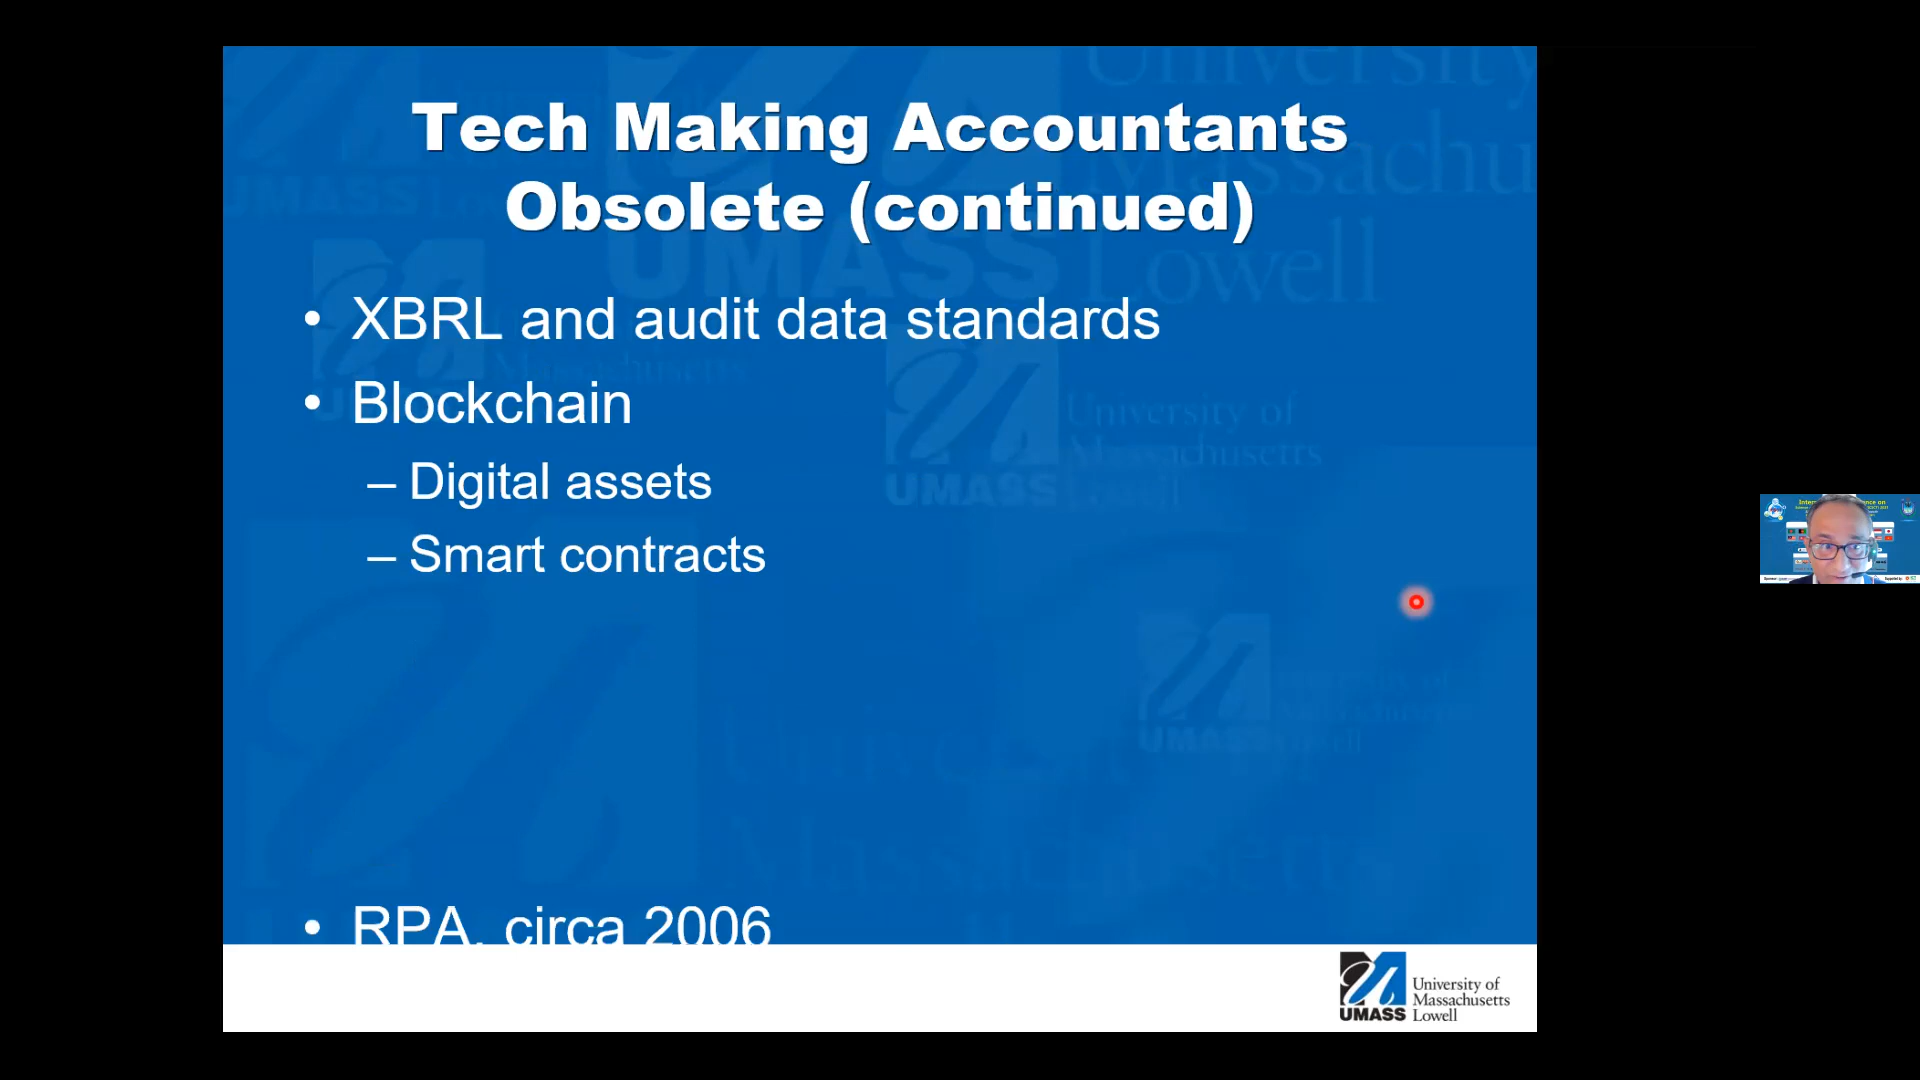 Tech Making Accountants
Obsolete (continued)
• XBRL and audit data standards
• Blockchain
– Digital assets
– Smart contracts
• RPA, circa 2006
UMASS
University of
Massachusetts
Lowell